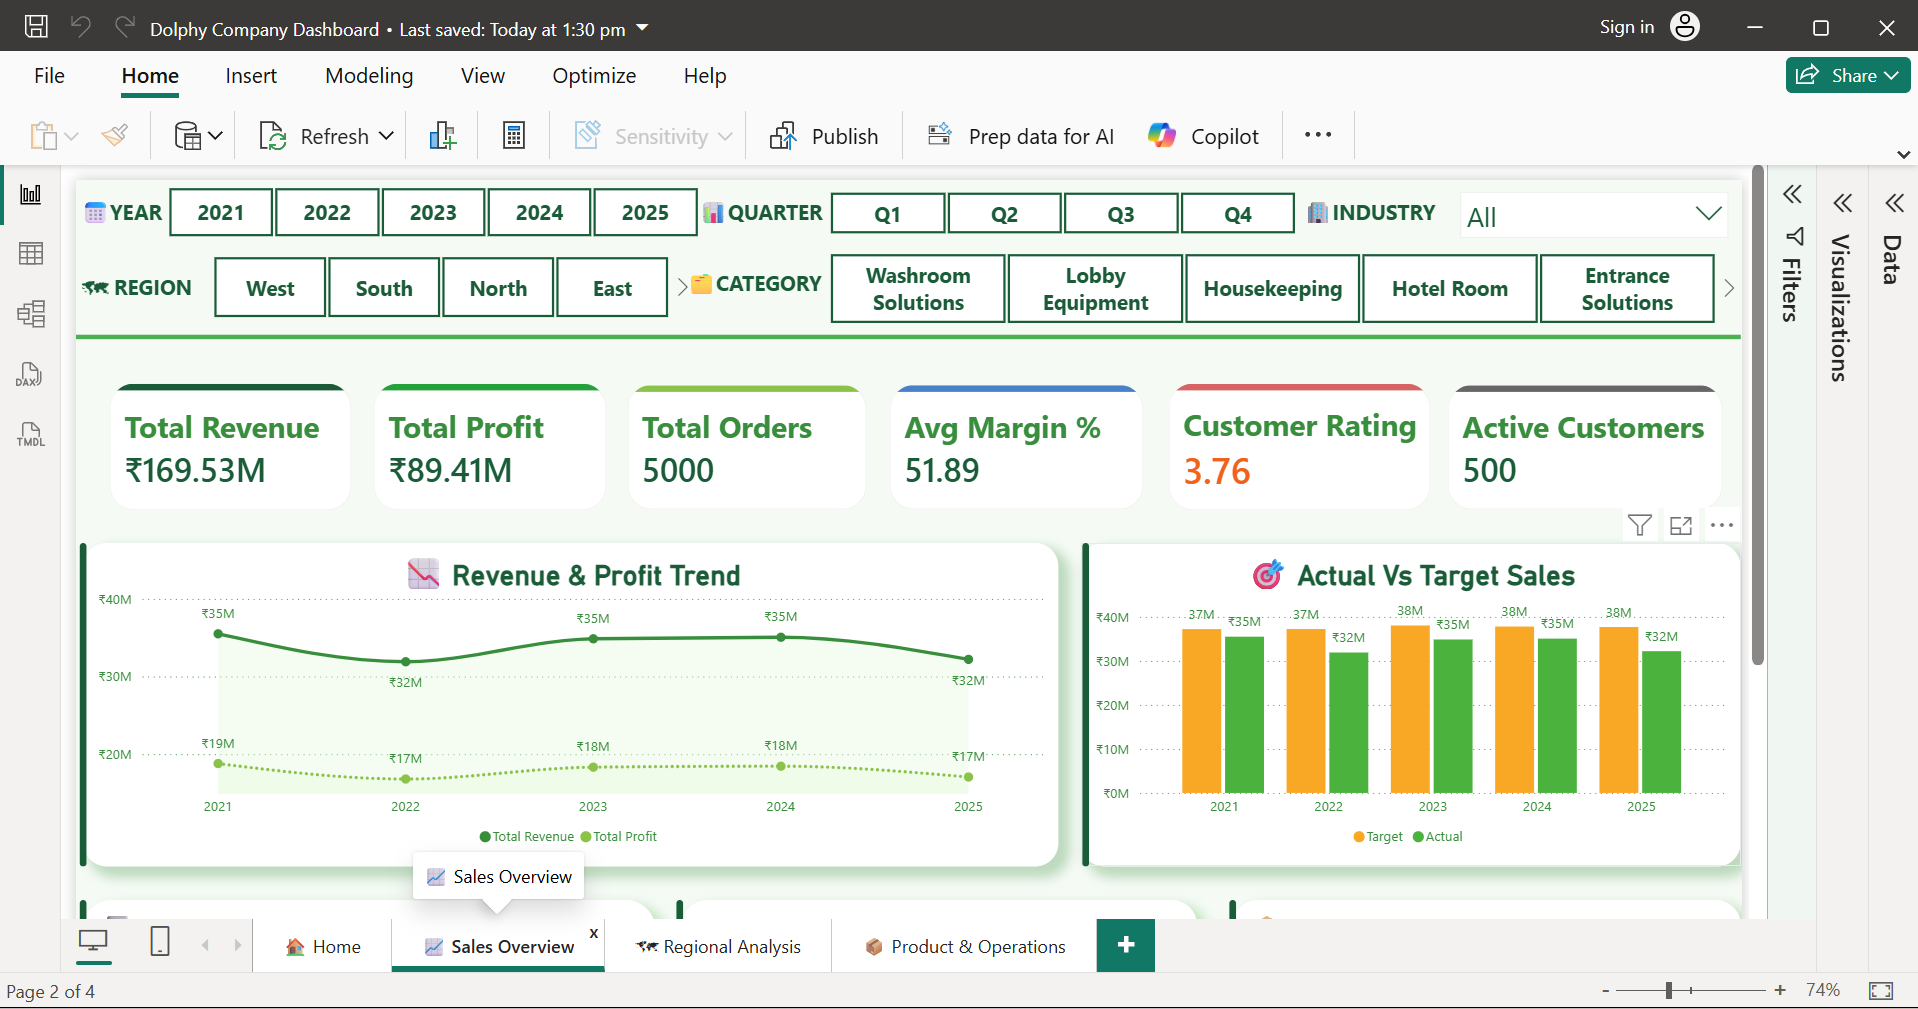 Dolphy Company Dashboard • Last saved: Today at 1:30 pm
Sign in
File Home Insert Modeling View Optimize Help
Share
Refresh Sensitivity Publish Prep data for AI Copilot
YEAR 2021 2022 2023 2024 2025 QUARTER Q1 Q2 Q3 Q4 INDUSTRY All
REGION West South North East CATEGORY
Washroom Solutions
Lobby Equipment
Housekeeping
Hotel Room
Entrance Solutions
Filters
Visualizations
Data
DAX
TMDL
Total Revenue
₹169.53M
Total Profit
₹89.41M
Total Orders
5000
Avg Margin %
51.89
Customer Rating
3.76
Active Customers
500
Revenue & Profit Trend
₹40M
₹30M
₹20M
₹35M ₹32M ₹35M ₹35M ₹32M
₹19M ₹17M ₹18M ₹18M ₹17M
2021 2022 2023 2024 2025
Total Revenue Total Profit
Actual Vs Target Sales
₹40M
₹30M
₹20M
₹10M
₹0M
37M ₹35M 37M ₹32M 38M ₹35M 38M ₹35M 38M ₹32M
2021 2022 2023 2024 2025
Target Actual
Sales Overview
Home Sales Overview x Regional Analysis Product & Operations +
Page 2 of 4
- + 74%